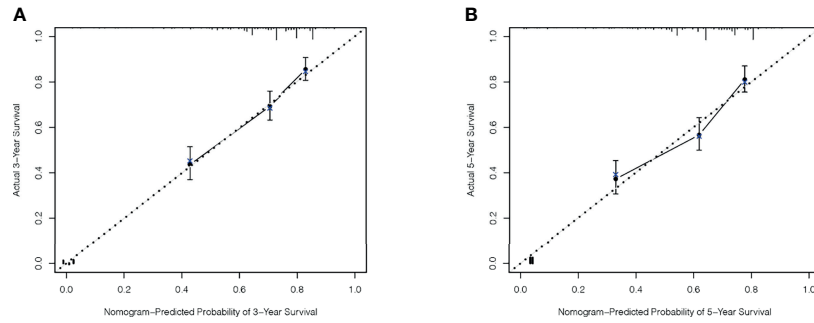 A
B
Actual 3−Year Survival
0.0 0.2 0.4 0.6 0.8 1.0
0.0 0.2 0.4 0.6 0.8 1.0
Nomogram−Predicted Probability of 3−Year Survival
Actual 5−Year Survival
0.0 0.2 0.4 0.6 0.8 1.0
0.0 0.2 0.4 0.6 0.8 1.0
Nomogram−Predicted Probability of 5−Year Survival